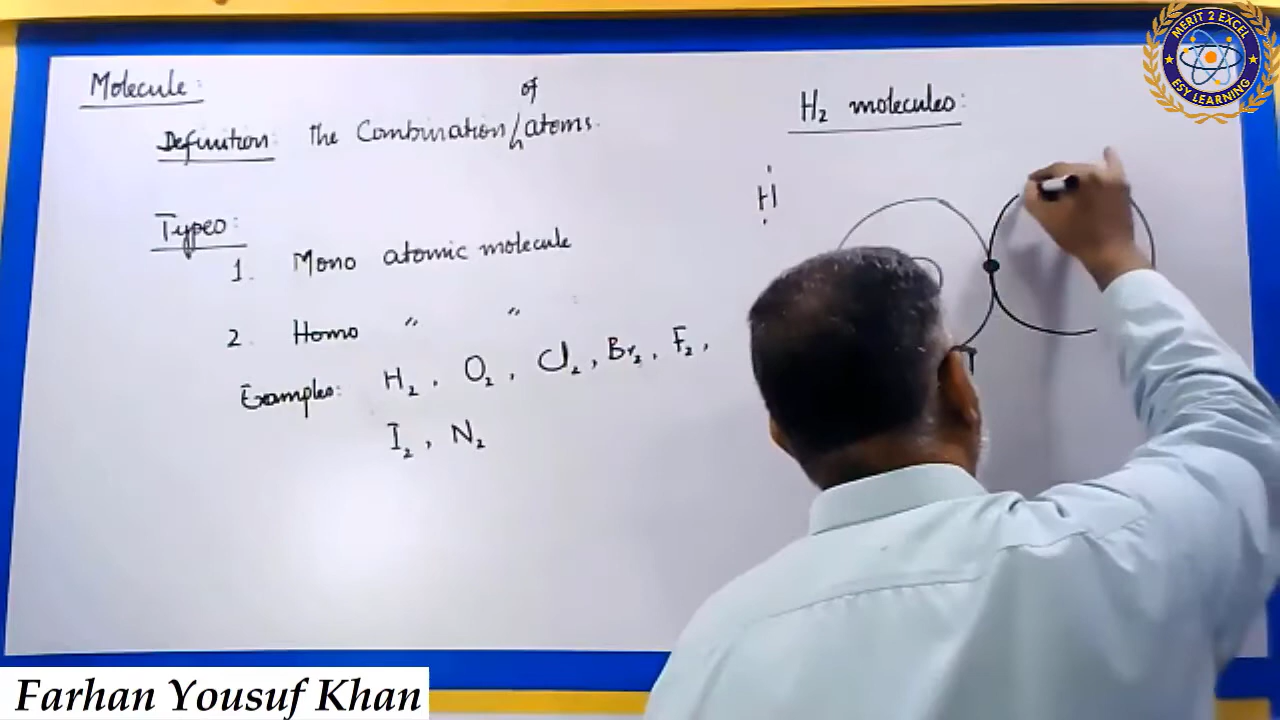 Molecule:
Definition: The Combination of atoms.
Types:
1. Mono atomic molecule
2. Homo " "
Examples: H₂, O₂, Cl₂, Br₂, F₂,
I₂, N₂
H₂ molecules:
H
MERIT 2 EXCEL
ESY LEARNING
Farhan Yousuf Khan